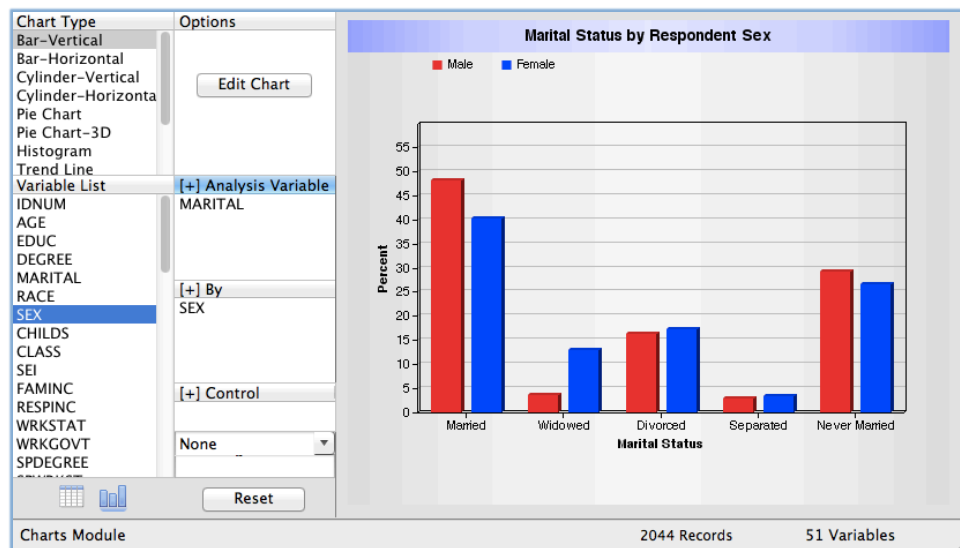 Chart Type
Options
Bar-Vertical
Bar-Horizontal
Cylinder-Vertical
Cylinder-Horizonta
Pie Chart
Pie Chart-3D
Histogram
Trend Line
Edit Chart
Variable List
[+] Analysis Variable
IDNUM
AGE
EDUC
DEGREE
MARITAL
RACE
SEX
CHILDS
CLASS
SEI
FAMINC
RESPINC
WRKSTAT
WRKGOVT
SPDEGREE
MARITAL
[+] By
SEX
[+] Control
None
Reset
Marital Status by Respondent Sex
Male
Female
Percent
55
50
45
40
35
30
25
20
15
10
5
0
Married
Widowed
Divorced
Separated
Never Married
Marital Status
Charts Module
2044 Records
51 Variables